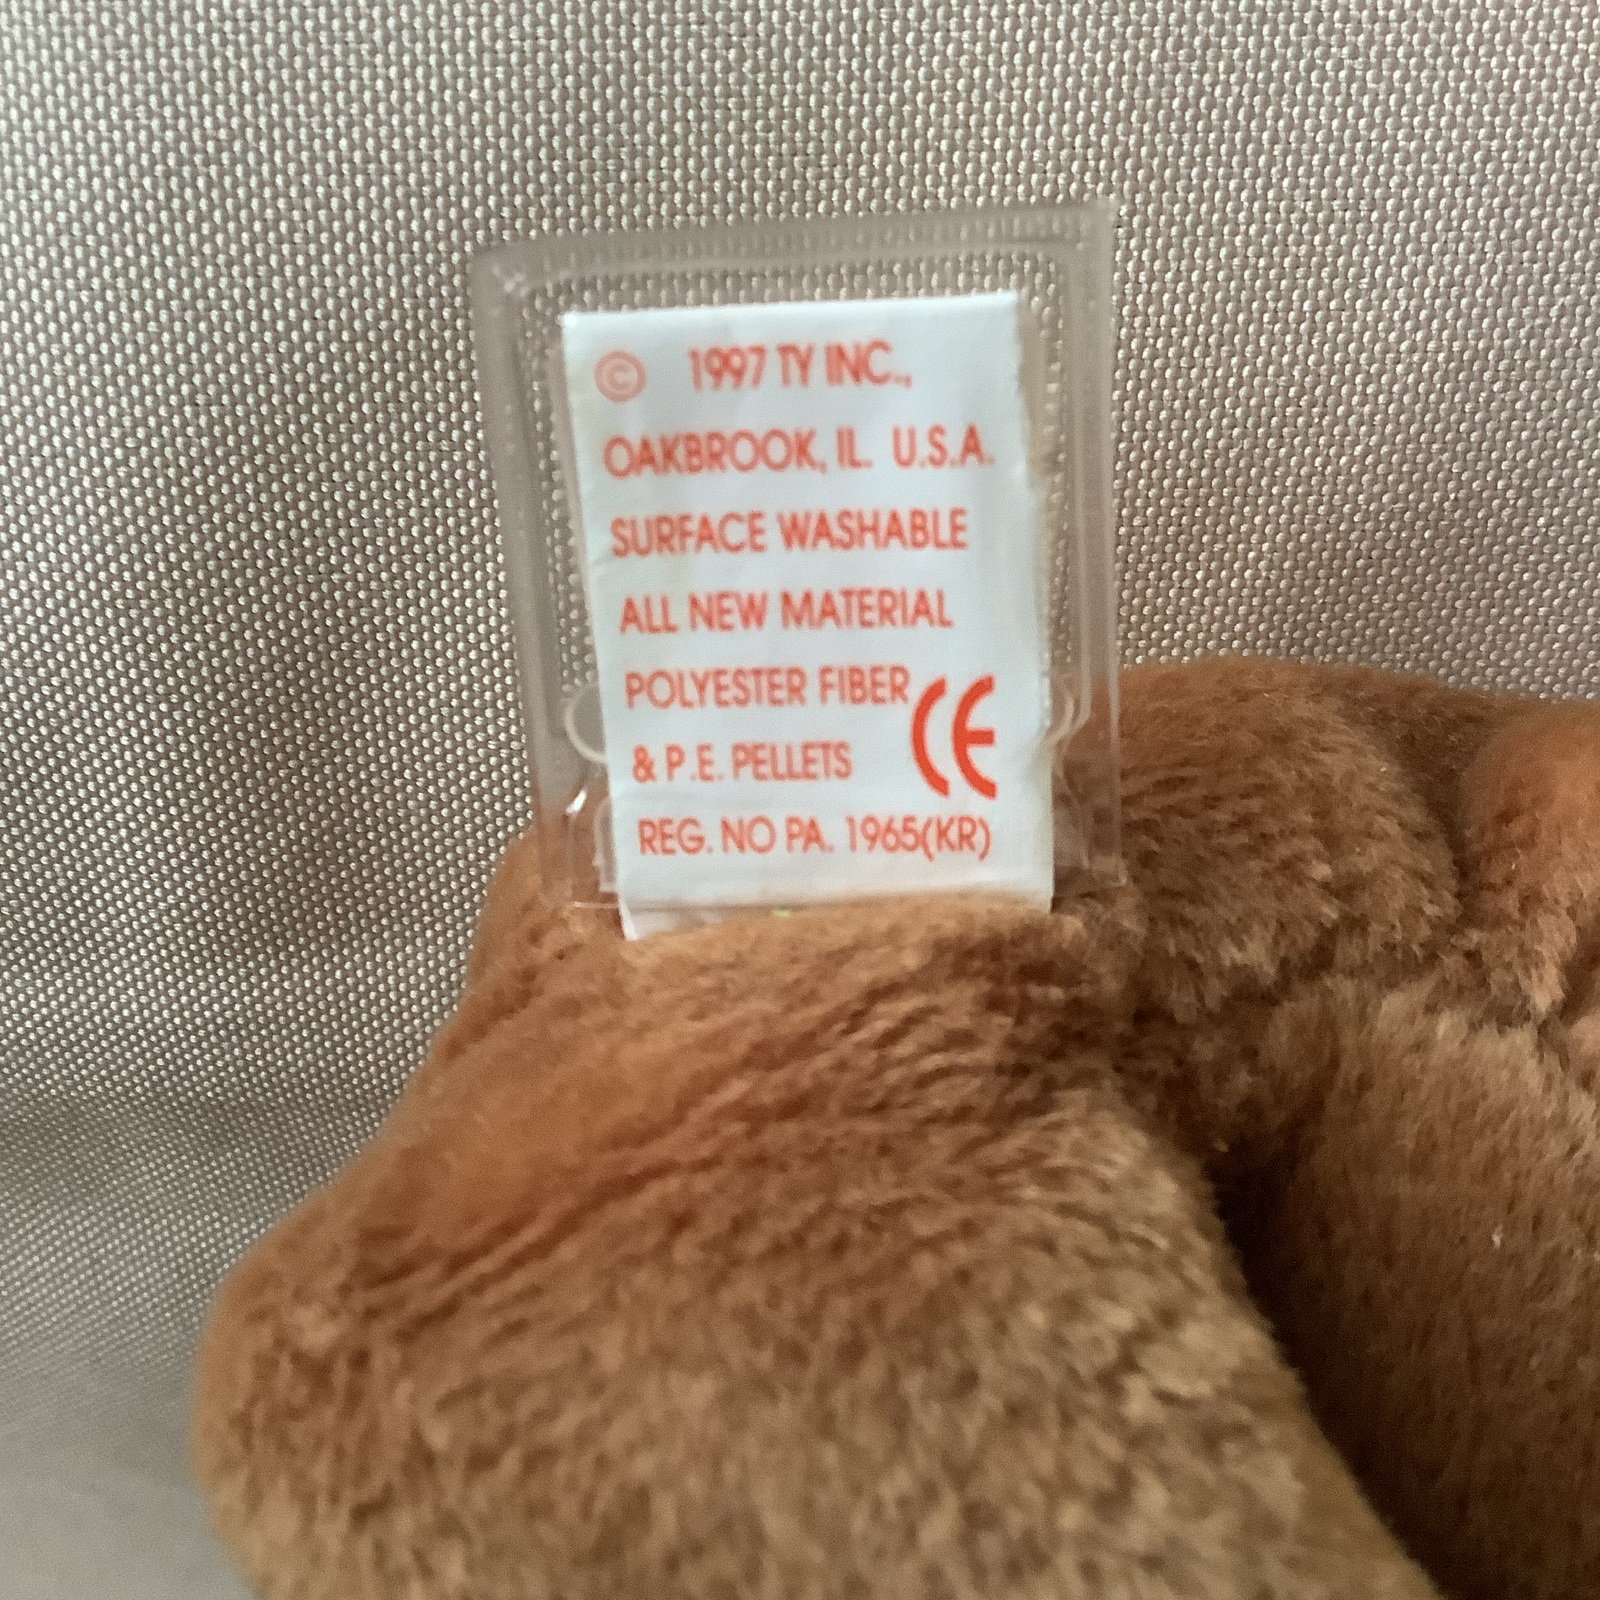 © 1997 TY INC.,
OAKBROOK, IL. U.S.A.
SURFACE WASHABLE
ALL NEW MATERIAL
POLYESTER FIBER
& P.E. PELLETS CE
REG. NO PA. 1965(KR)